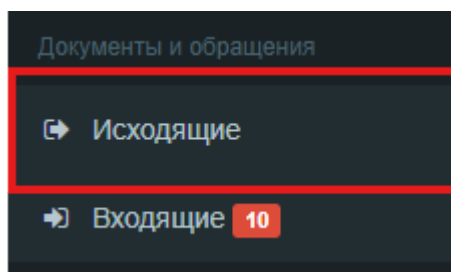 Документы и обращения
Исходящие
Входящие 10